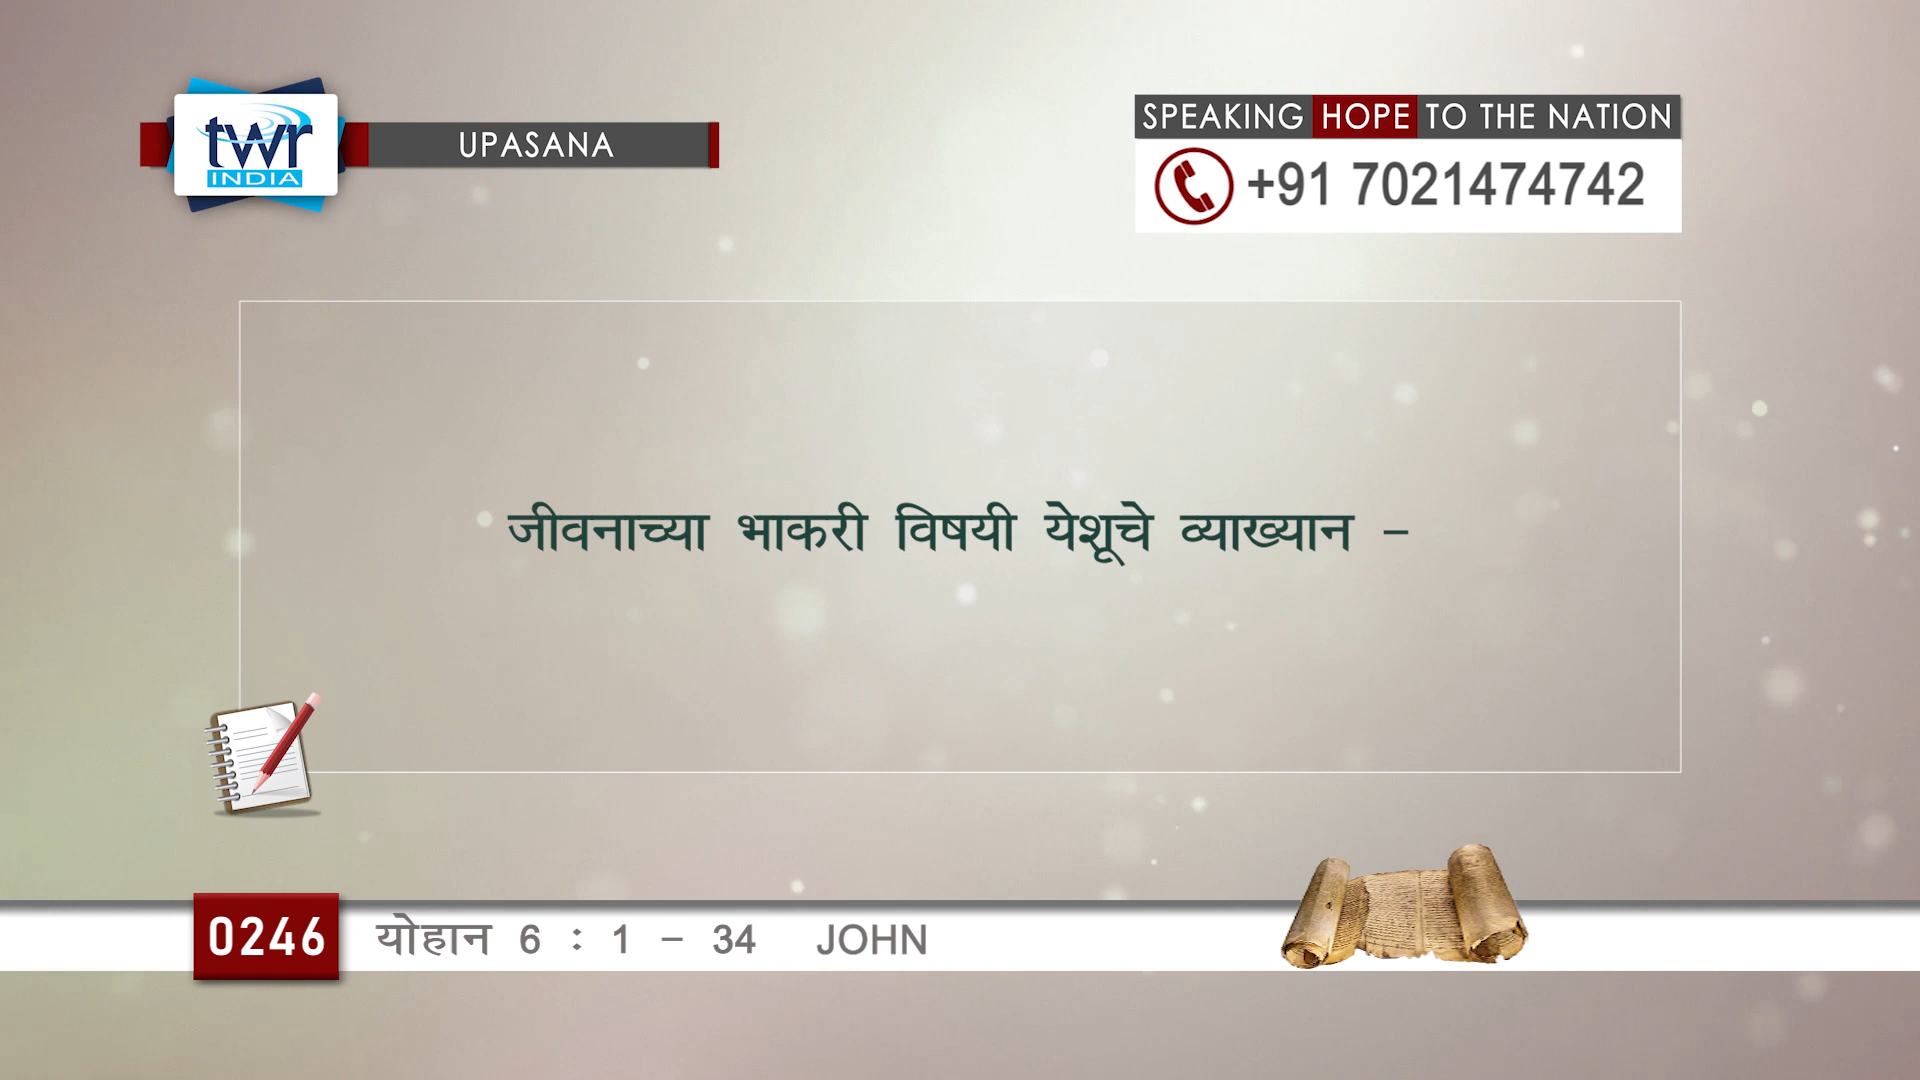 twr
INDIA
UPASANA
SPEAKING HOPE TO THE NATION
+91 7021474742
जीवनाच्या भाकरी विषयी येशूचे व्याख्यान –
0246 योहान 6 : 1 – 34 JOHN